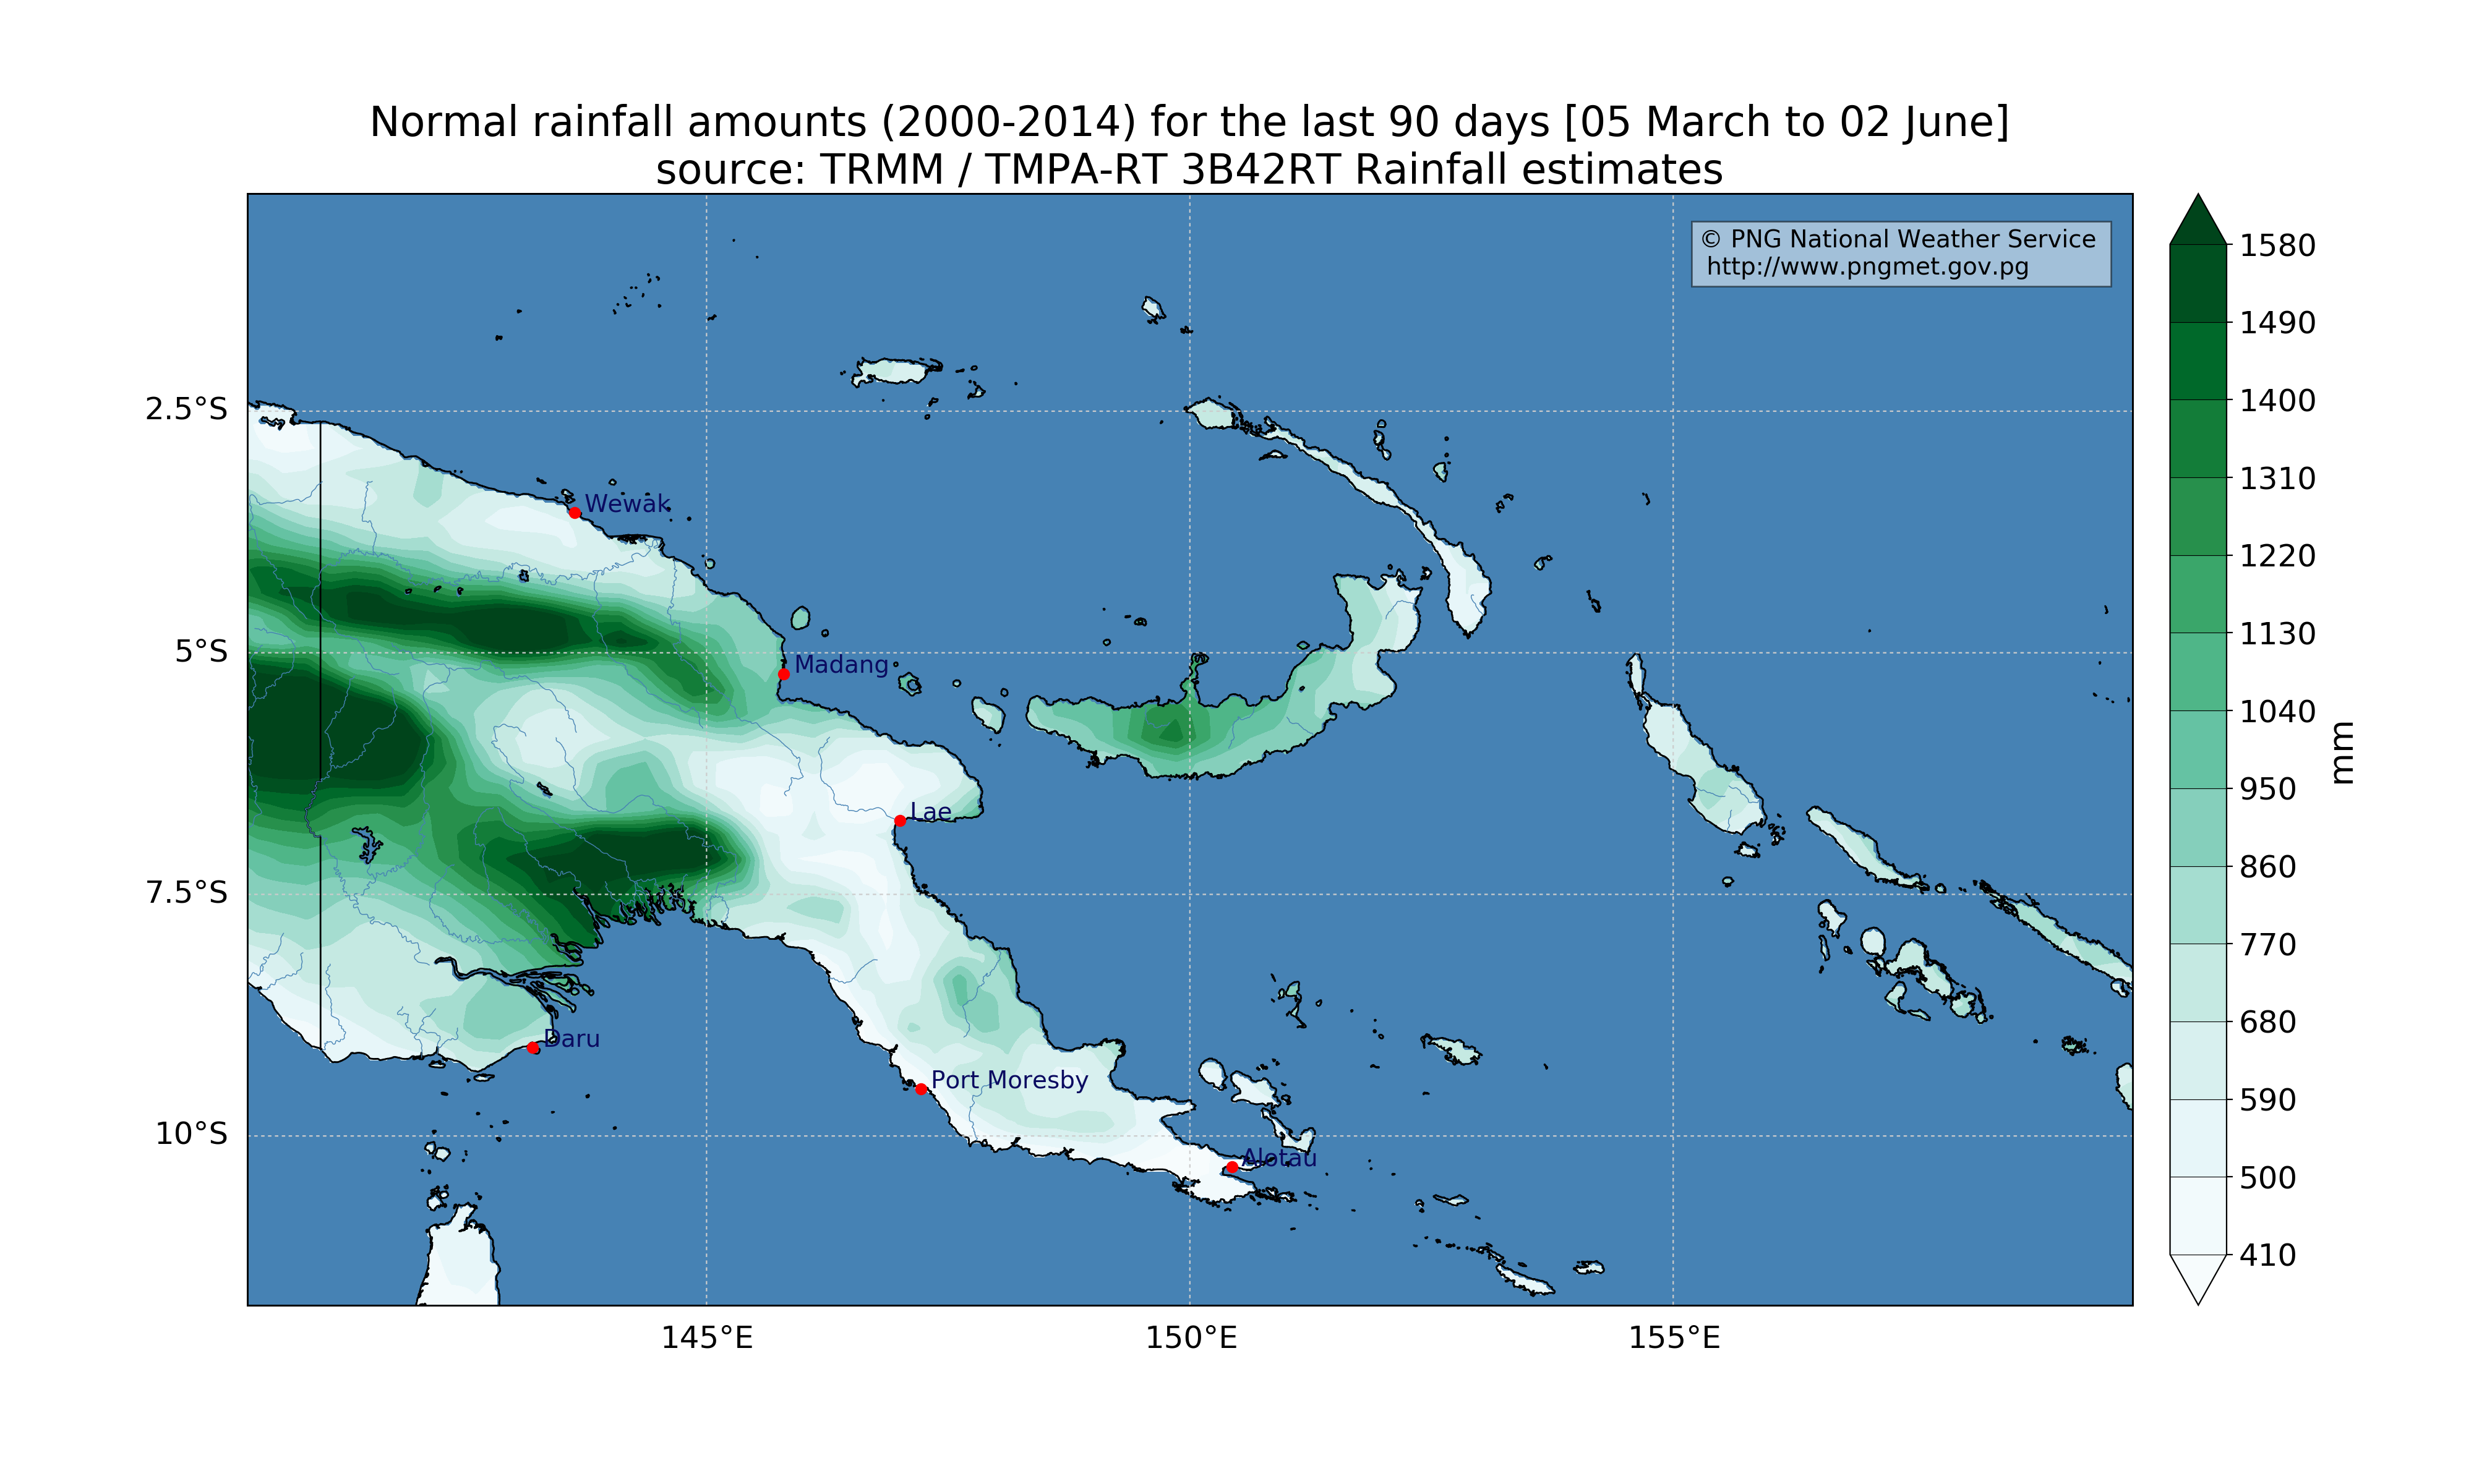 Normal rainfall amounts (2000-2014) for the last 90 days [05 March to 02 June]
source: TRMM / TMPA-RT 3B42RT Rainfall estimates
© PNG National Weather Service
http://www.pngmet.gov.pg
1580
1490
1400
1310
1220
1130
1040
950
860
770
680
590
500
410
mm
2.5°S
5°S
7.5°S
10°S
Wewak
Madang
Lae
Daru
Port Moresby
Alotau
145°E
150°E
155°E